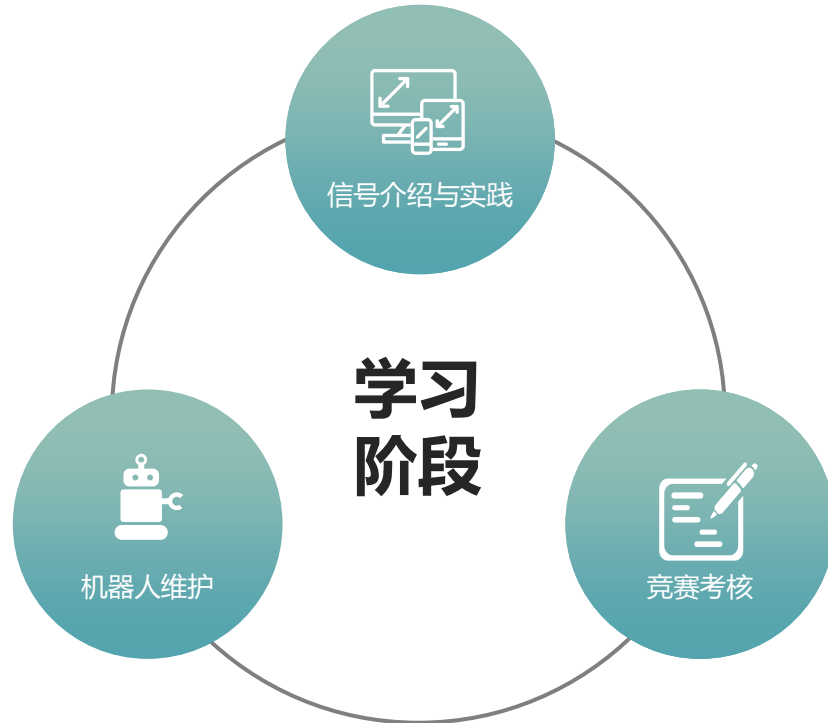 信号介绍与实践
学习
阶段
机器人维护
竞赛考核